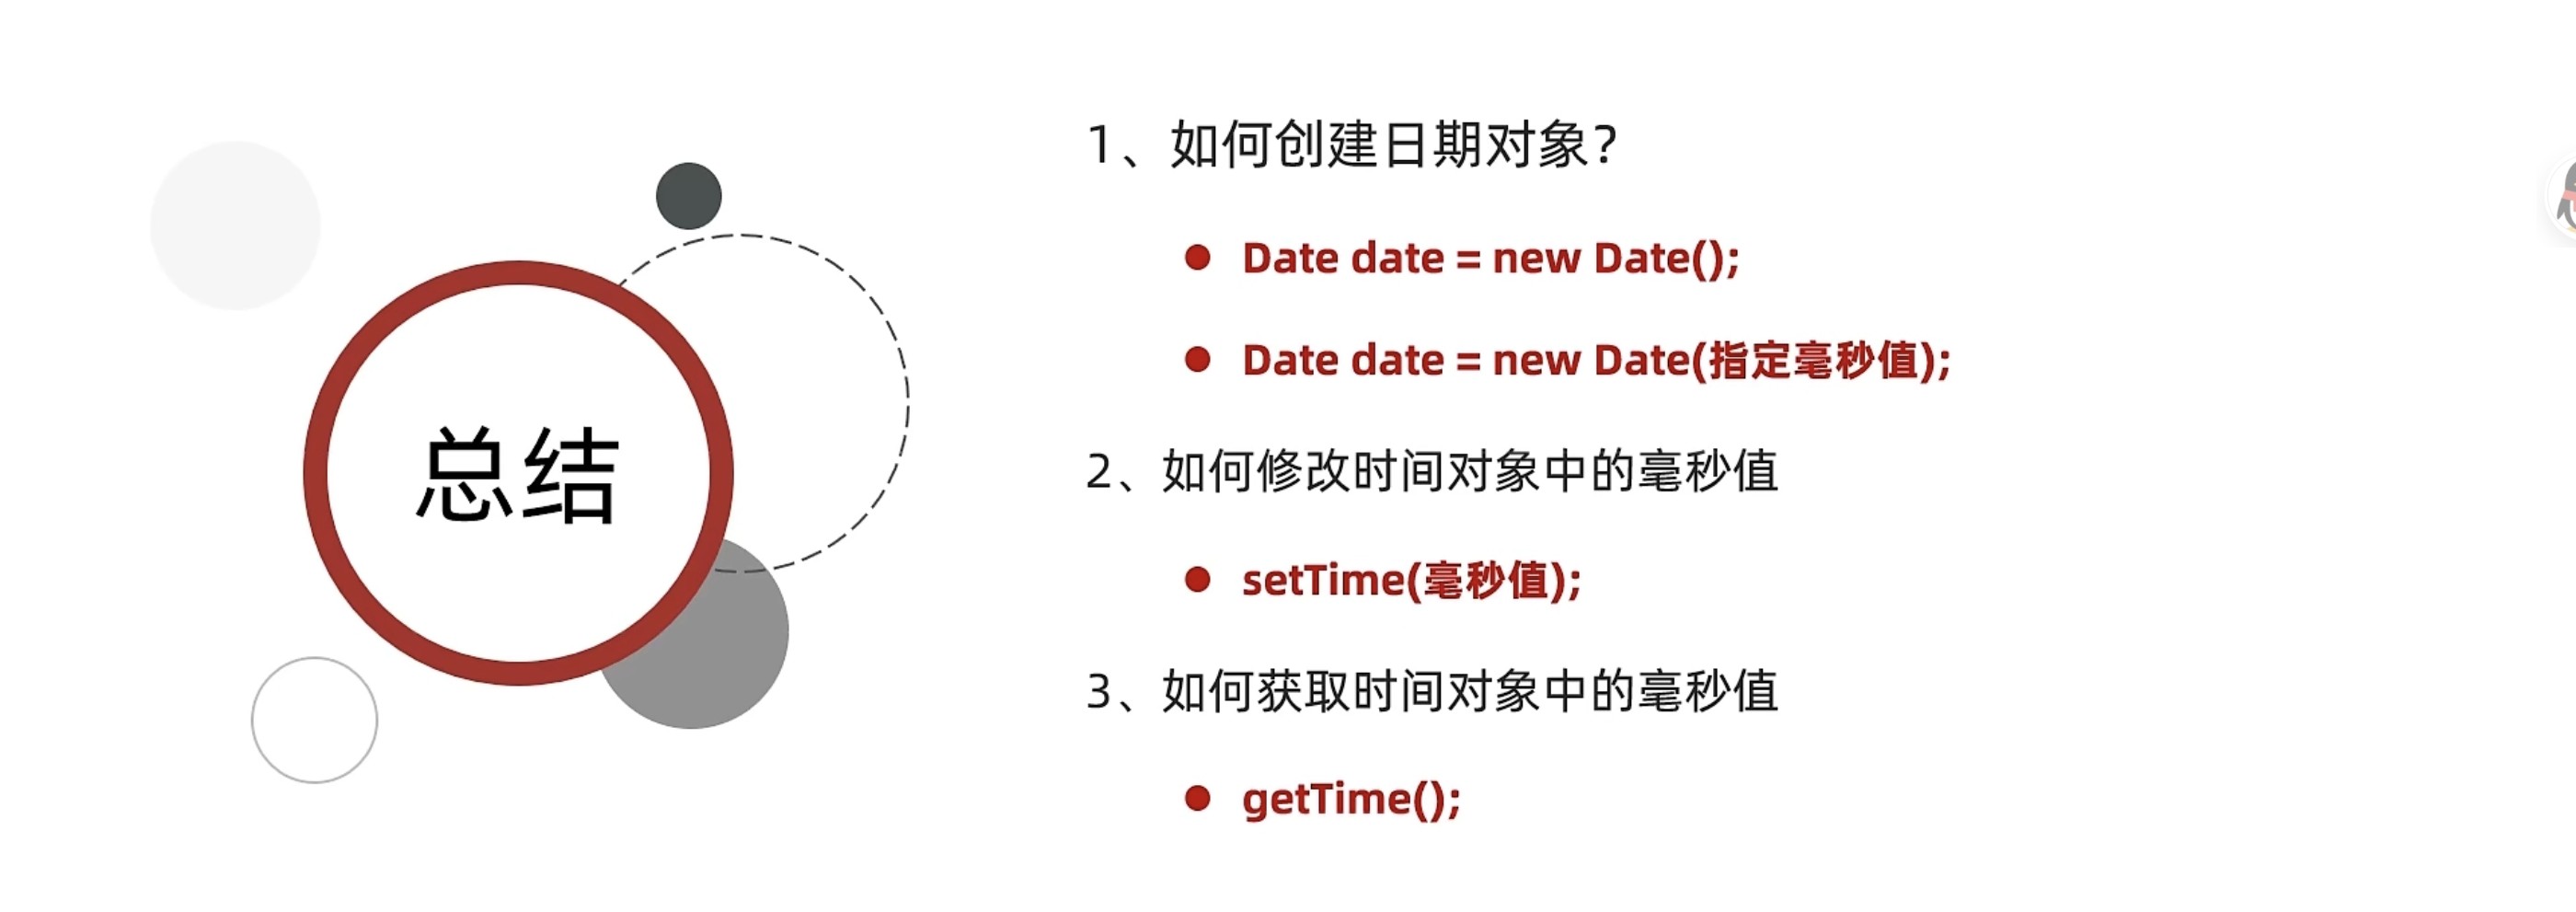 总结
1、如何创建日期对象？
Date date = new Date();
Date date = new Date(指定毫秒值);
2、如何修改时间对象中的毫秒值
setTime(毫秒值);
3、如何获取时间对象中的毫秒值
getTime();